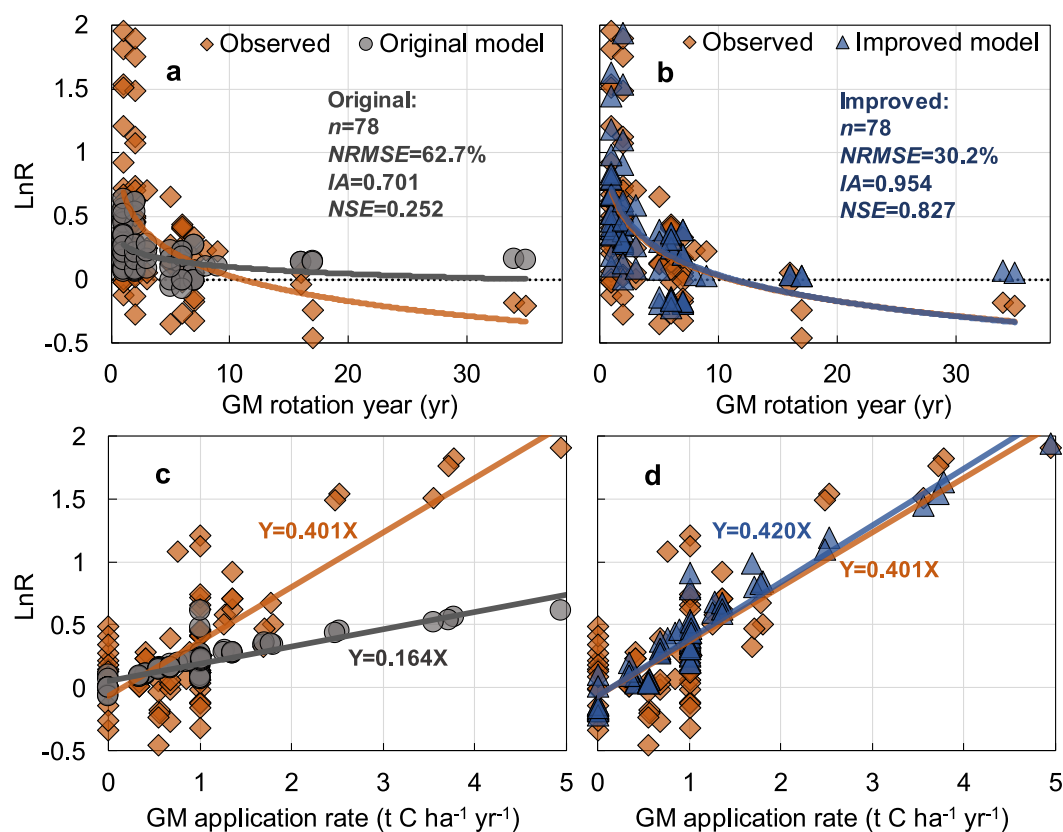 Observed Original model
a
Original:
n=78
NRMSE=62.7%
IA=0.701
NSE=0.252
2
1.5
1
0.5
0
-0.5
LnR
0 10 20 30
GM rotation year (yr)
Observed Improved model
b
Improved:
n=78
NRMSE=30.2%
IA=0.954
NSE=0.827
0 10 20 30
GM rotation year (yr)
c
Y=0.401X
Y=0.164X
2
1.5
1
0.5
0
-0.5
LnR
0 1 2 3 4 5
GM application rate (t C ha⁻¹ yr⁻¹)
d
Y=0.420X
Y=0.401X
0 1 2 3 4 5
GM application rate (t C ha⁻¹ yr⁻¹)